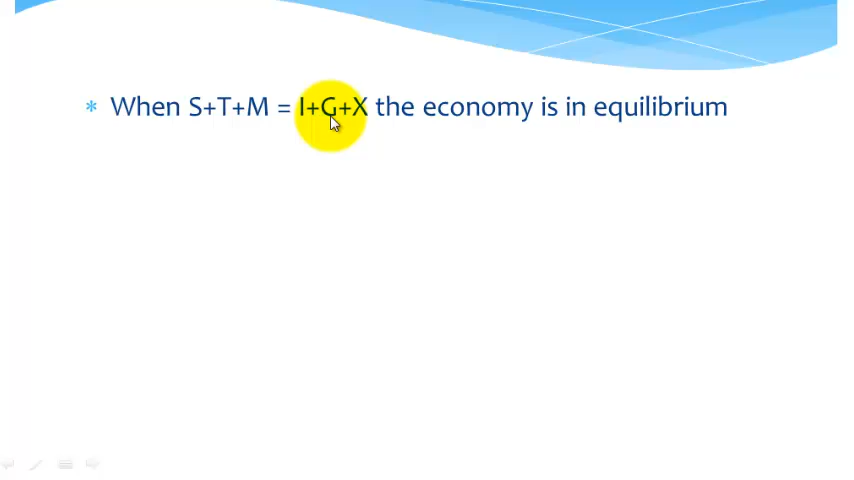 * When S+T+M = I+G+X the economy is in equilibrium